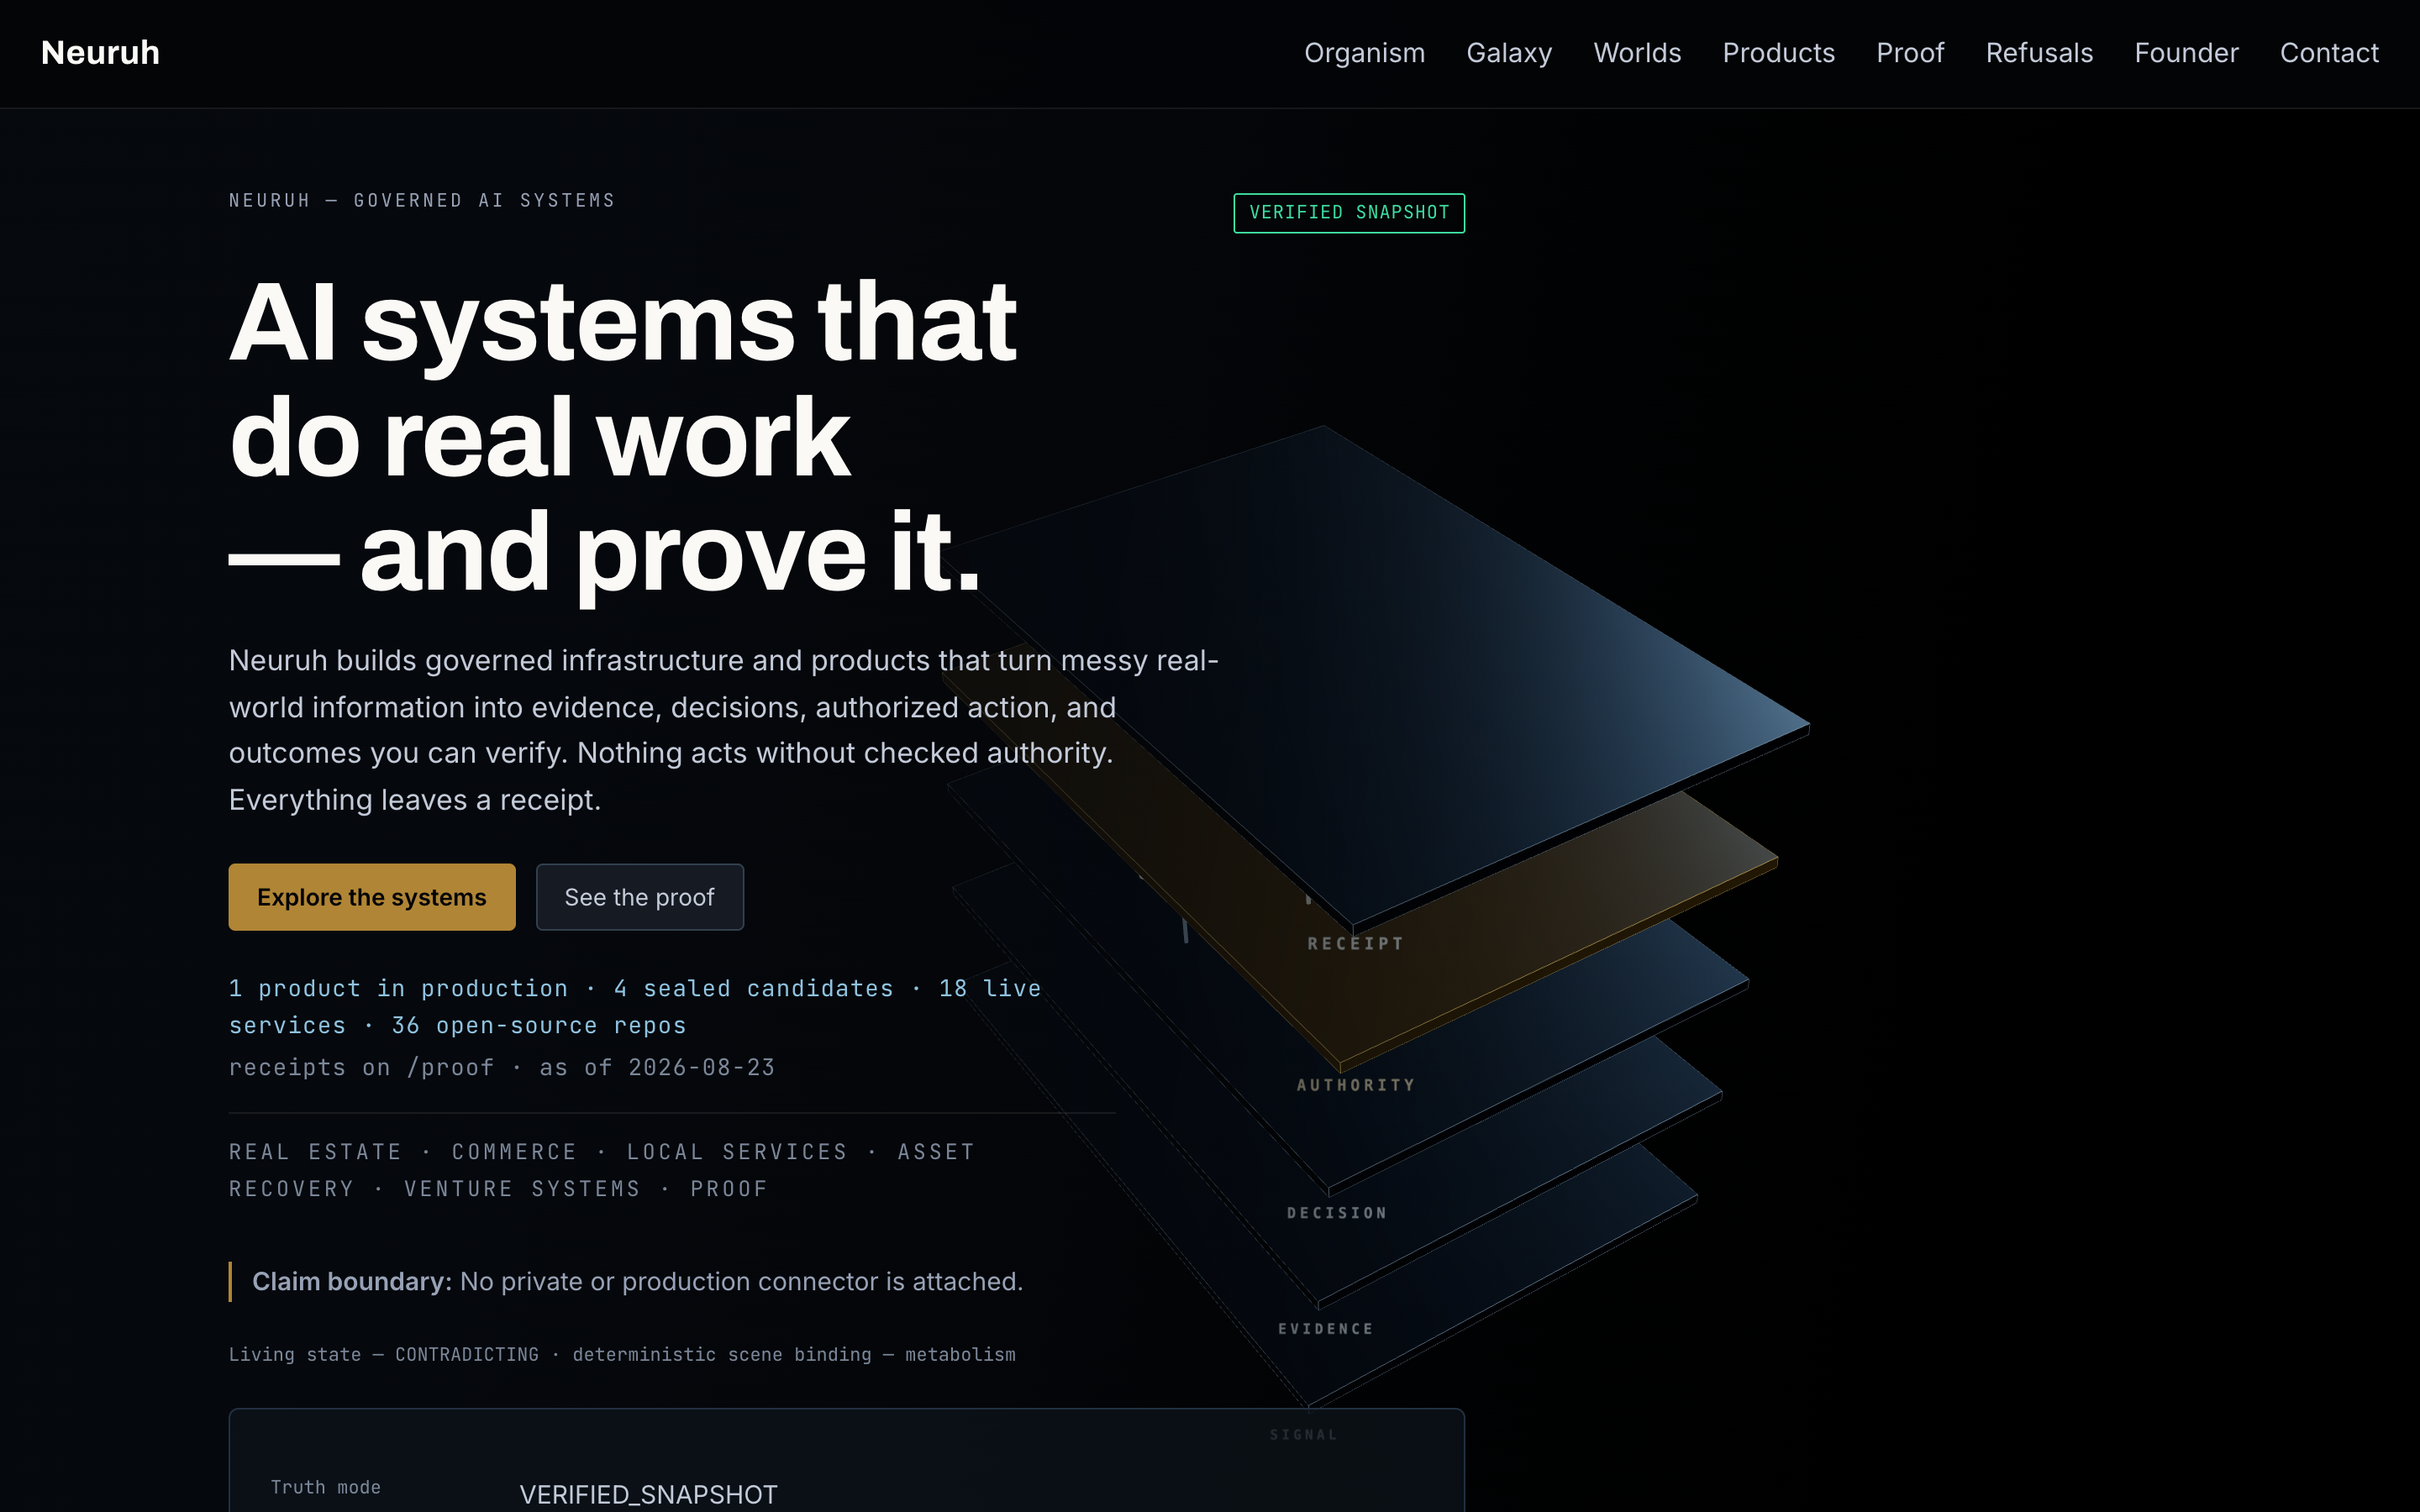 Neuruh
Organism Galaxy Worlds Products Proof Refusals Founder Contact
NEURUH — GOVERNED AI SYSTEMS
VERIFIED SNAPSHOT
AI systems that
do real work
— and prove it.
Neuruh builds governed infrastructure and products that turn messy real-
world information into evidence, decisions, authorized action, and
outcomes you can verify. Nothing acts without checked authority.
Everything leaves a receipt.
Explore the systems
See the proof
1 product in production · 4 sealed candidates · 18 live
services · 36 open-source repos
receipts on /proof · as of 2026-08-23
REAL ESTATE · COMMERCE · LOCAL SERVICES · ASSET
RECOVERY · VENTURE SYSTEMS · PROOF
Claim boundary: No private or production connector is attached.
Living state — CONTRADICTING · deterministic scene binding — metabolism
RECEIPT
AUTHORITY
DECISION
EVIDENCE
SIGNAL
Truth mode
VERIFIED_SNAPSHOT